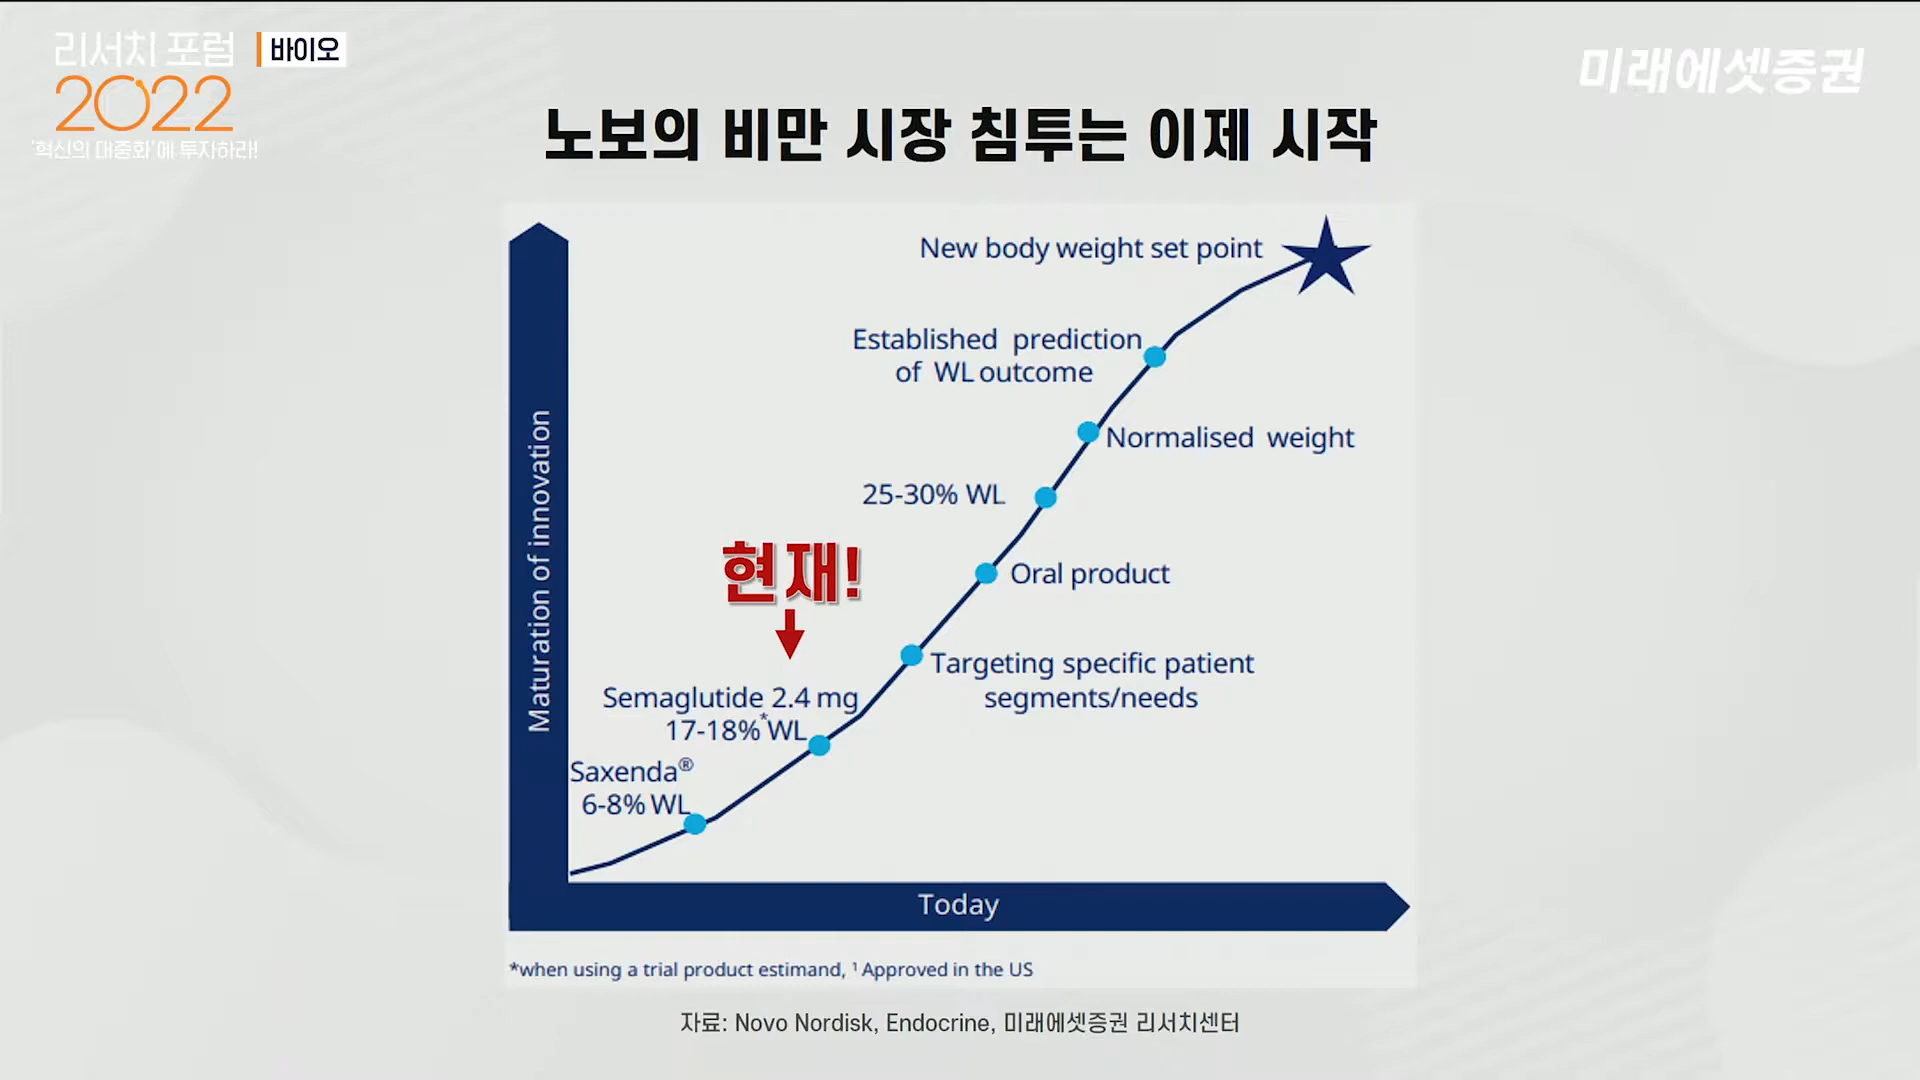 리서치 포럼
바이오
2022
'혁신의 대중화'에 투자하라!
미래에셋증권
노보의 비만 시장 침투는 이제 시작
New body weight set point
Established prediction
of WL outcome
Normalised weight
25-30% WL
현재!
Oral product
Targeting specific patient
segments/needs
Semaglutide 2.4 mg
17-18%* WL
Saxenda®
6-8% WL
Maturation of innovation
Today
*when using a trial product estimand, ¹ Approved in the US
자료: Novo Nordisk, Endocrine, 미래에셋증권 리서치센터